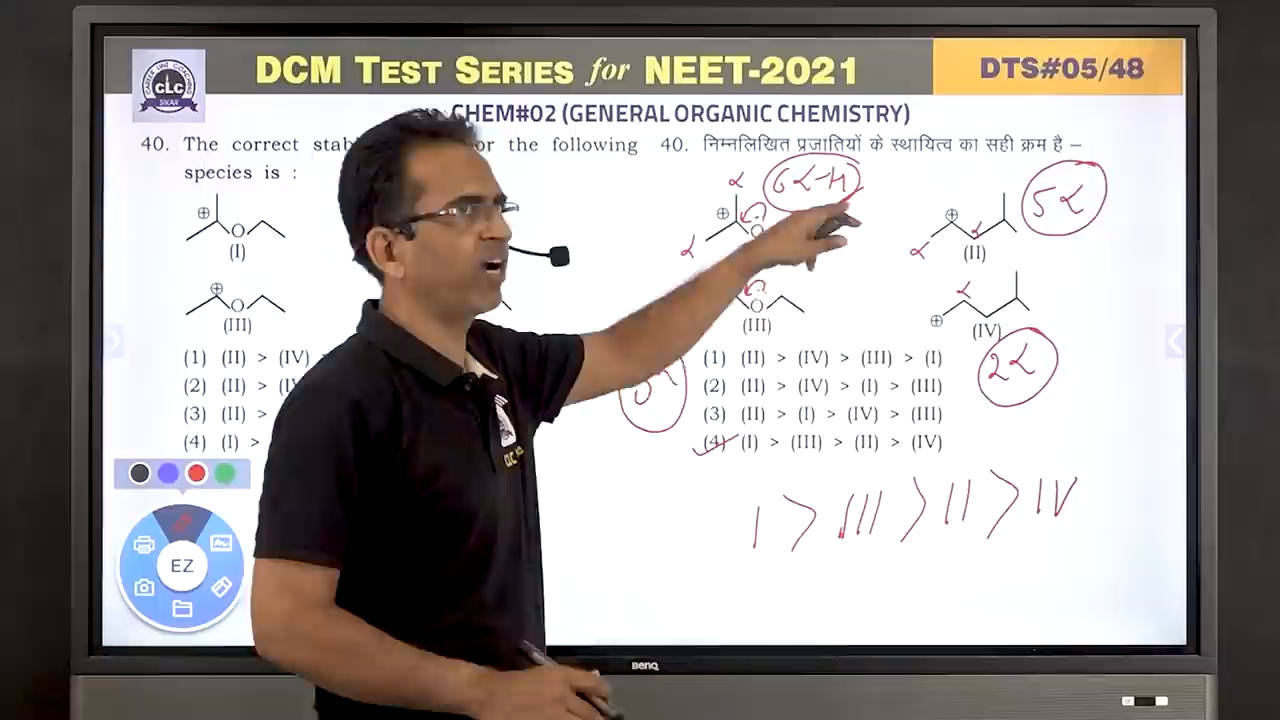 CLC
SIKAR
DCM TEST SERIES for NEET-2021
DTS#05/48
CHEM#02 (GENERAL ORGANIC CHEMISTRY)
40. The correct stab or the following
species is :
⊕
O
(I)
⊕
O
(III)
(1) (II) > (IV) >
(2) (II) >
(3) (II) >
(4) (I) >
40. निम्नलिखित प्रजातियों के स्थायित्व का सही क्रम है –
α 6α-H
⊕
α
⊕
α
α
(II)
5α
O
(III)
α
⊕
(IV)
2α
(1) (II) > (IV) > (III) > (I)
(2) (II) > (IV) > (I) > (III)
(3) (II) > (I) > (IV) > (III)
(4) (I) > (III) > (II) > (IV)
I > III > II > IV
EZ
BenQ